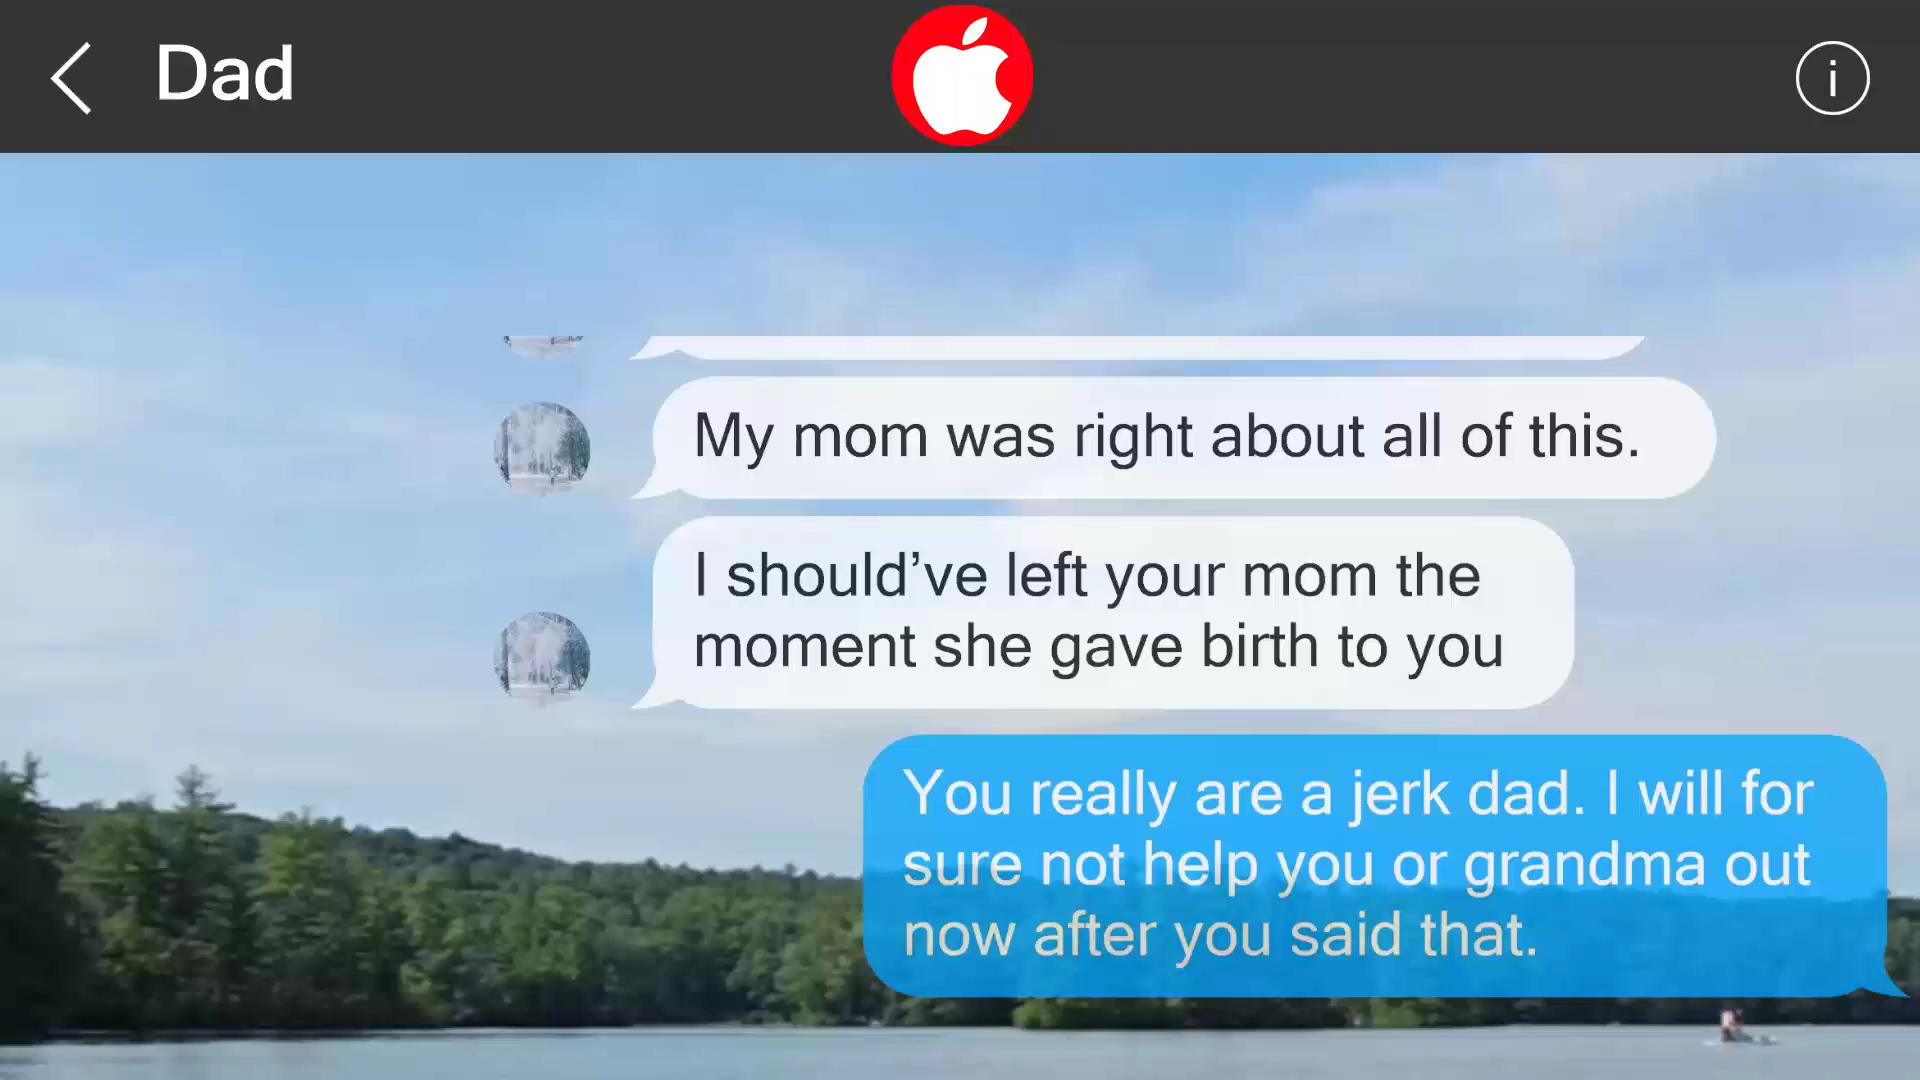 Dad
i
My mom was right about all of this.
I should’ve left your mom the
moment she gave birth to you
You really are a jerk dad. I will for
sure not help you or grandma out
now after you said that.